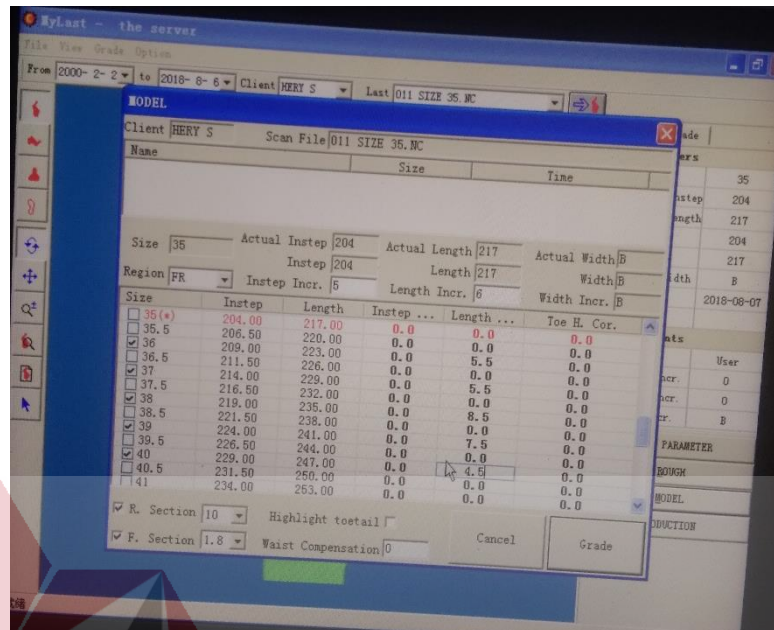 MyLast - the server
File View Grade Option
From 2000- 2- 2 to 2018- 8- 6 Client HERY S Last 011 SIZE 35.NC
MODEL
Client HERY S Scan File 011 SIZE 35.NC
Name Size Time
Size 35 Actual Instep 204 Actual Length 217 Actual Width B
Instep 204 Length 217 Width B
Region FR Instep Incr. 5 Length Incr. 6 Width Incr. B
Size Instep Length Instep ... Length ... Toe H. Cor.
35(*) 204.00 217.00 0.0 0.0 0.0
35.5 206.50 220.00 0.0 0.0 0.0
36 209.00 223.00 0.0 5.5 0.0
36.5 211.50 226.00 0.0 0.0 0.0
37 214.00 229.00 0.0 5.5 0.0
37.5 216.50 232.00 0.0 0.0 0.0
38 219.00 235.00 0.0 8.5 0.0
38.5 221.50 238.00 0.0 0.0 0.0
39 224.00 241.00 0.0 7.5 0.0
39.5 226.50 244.00 0.0 0.0 0.0
40 229.00 247.00 0.0 4.5 0.0
40.5 231.50 250.00 0.0 0.0 0.0
41 234.00 253.00 0.0 0.0 0.0
R. Section 10 Highlight toetail
F. Section 1.8 Waist Compensation 0
Cancel Grade
ade
ers
35
nstep 204
ength 217
204
217
idth B
2018-08-07
nts
User
ncr. 0
ncr. 0
cr. B
PARAMETER
ROUGH
MODEL
ODUCTION
就绪